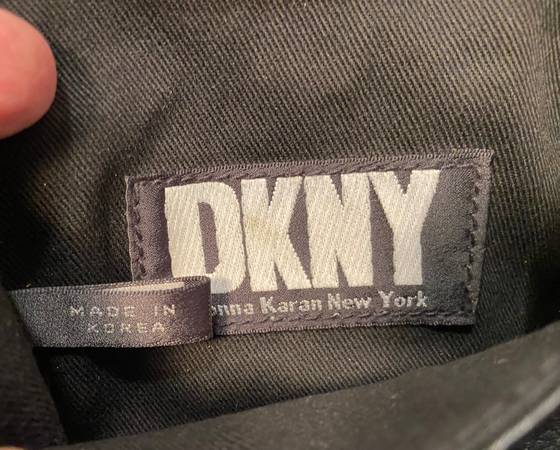 DKNY
onna Karan New York
MADE IN
KOREA